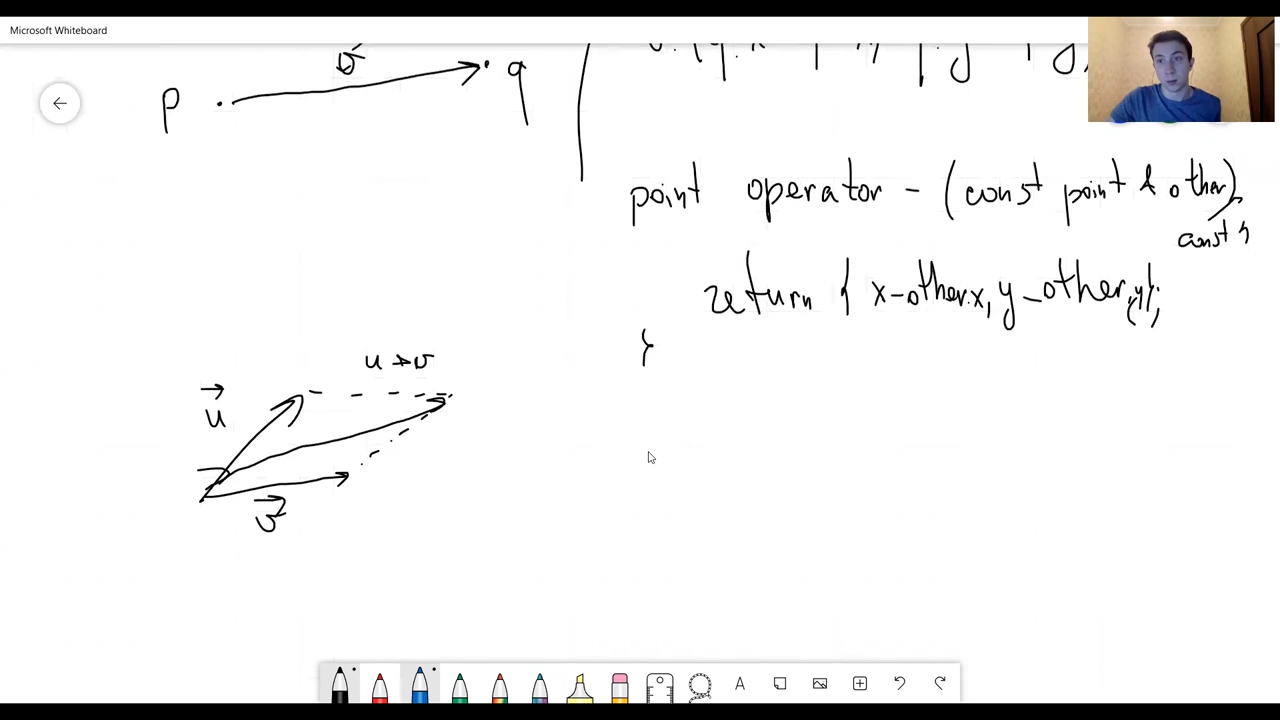 Microsoft Whiteboard
v
p
q
point operator - (const point & other)
const {
return { x-other.x, y-other.y};
}
u + v
u
v
A